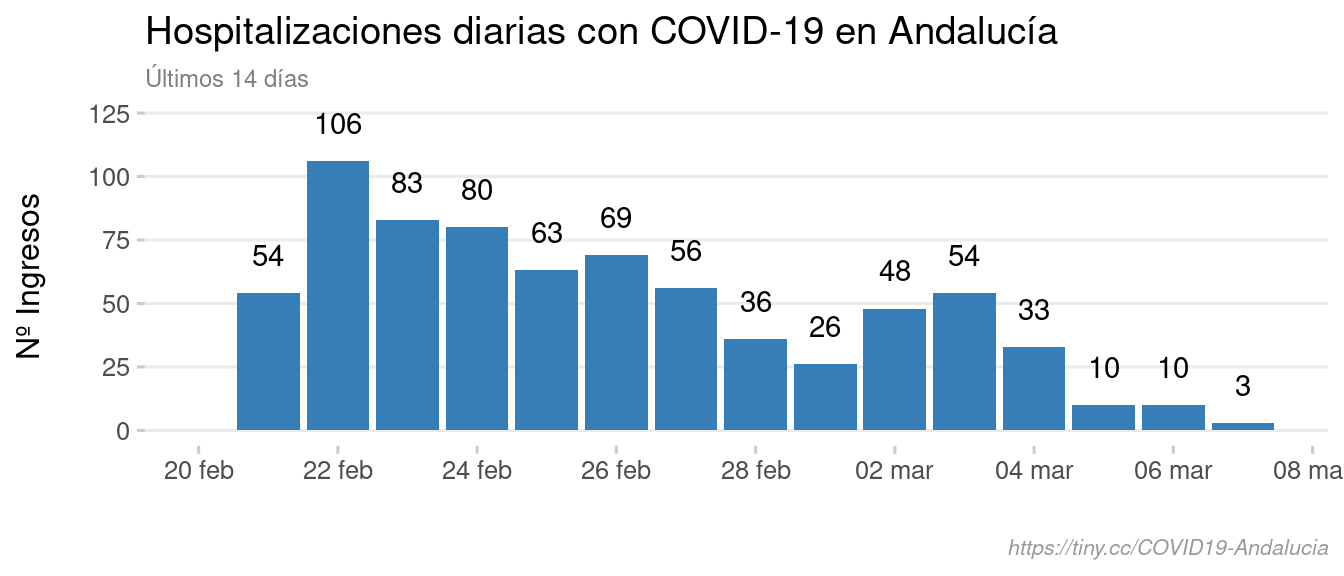 Hospitalizaciones diarias con COVID-19 en Andalucía
Últimos 14 días
Nº Ingresos
125
100
75
50
25
0
54
106
83
80
63
69
56
36
26
48
54
33
10
10
3
20 feb
22 feb
24 feb
26 feb
28 feb
02 mar
04 mar
06 mar
08 ma
https://tiny.cc/COVID19-Andalucia